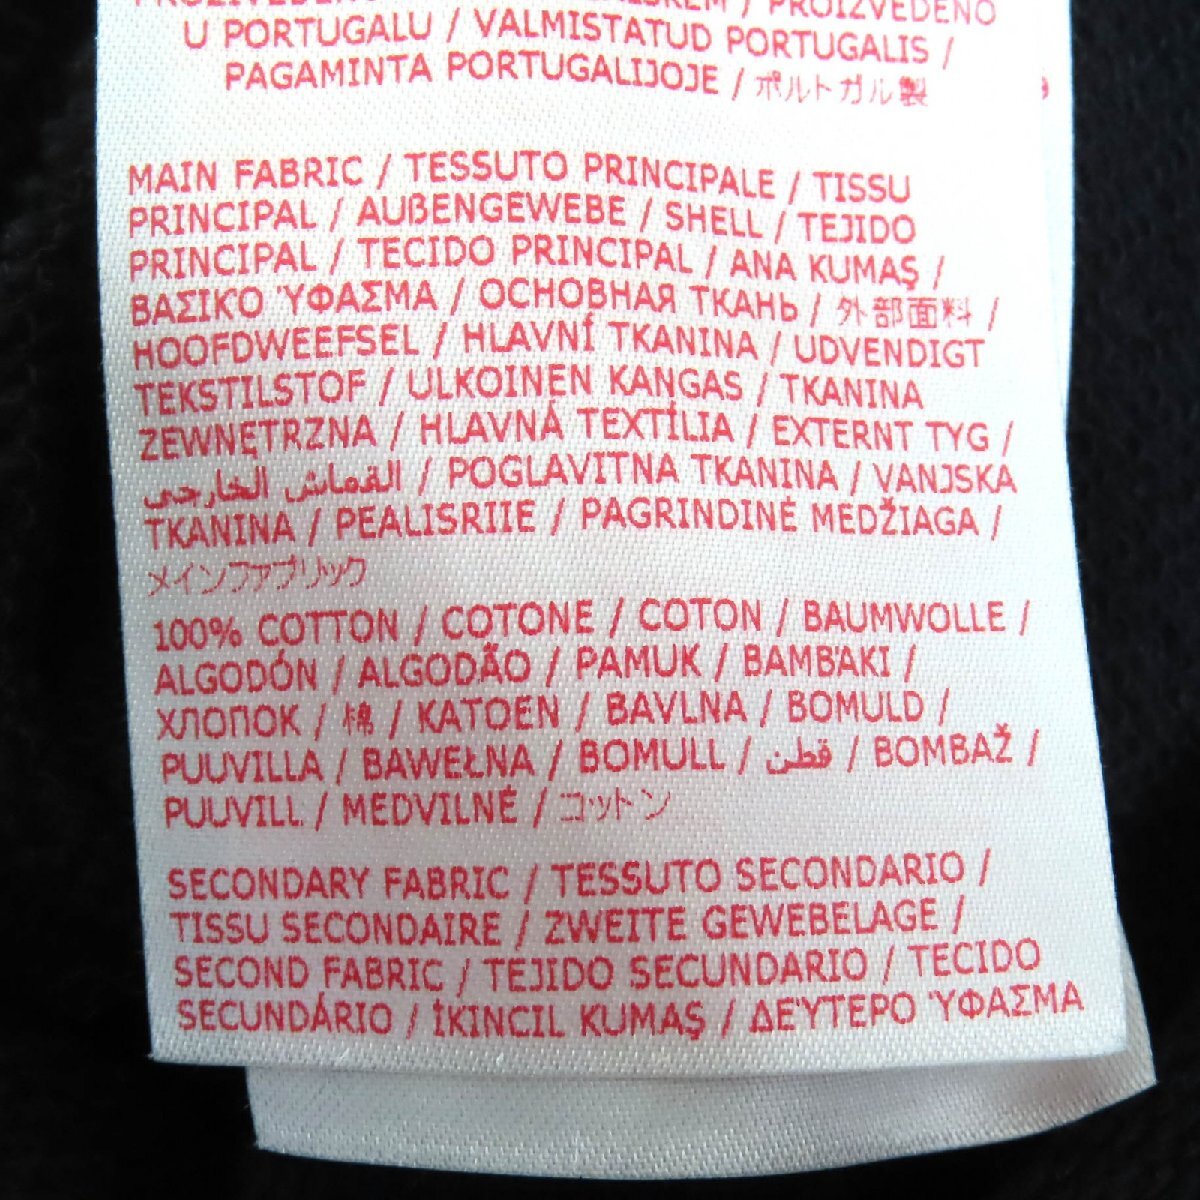 PROIZVEDENO
U PORTUGALU / VALMISTATUD PORTUGALIS /
PAGAMINTA PORTUGALIJOJE / ポルトガル製
MAIN FABRIC / TESSUTO PRINCIPALE / TISSU
PRINCIPAL / AUßENGEWEBE / SHELL / TEJIDO
PRINCIPAL / TECIDO PRINCIPAL / ANA KUMAŞ /
ΒΑΣΙΚΌ ΎΦΑΣΜΑ / ОСНОВНАЯ ТКАНЬ / 外部面料 /
HOOFDWEEFSEL / HLAVNÍ TKANINA / UDVENDIGT
TEKSTILSTOF / ULKOINEN KANGAS / TKANINA
ZEWNĘTRZNA / HLAVNÁ TEXTÍLIA / EXTERNT TYG /
القماش الخارجي / POGLAVITNA TKANINA / VANJSKA
TKANINA / PEALISRIIE / PAGRINDINĖ MEDŽIAGA /
メインファブリック
100% COTTON / COTONE / COTON / BAUMWOLLE /
ALGODÓN / ALGODÃO / PAMUK / ΒΑΜΒΆΚΙ /
ХЛОПОК / 棉 / KATOEN / BAVLNA / BOMULD /
PUUVILLA / BAWEŁNA / BOMULL / قطن / BOMBAŽ /
PUUVILL / MEDVILNĖ / コットン
SECONDARY FABRIC / TESSUTO SECONDARIO /
TISSU SECONDAIRE / ZWEITE GEWEBELAGE /
SECOND FABRIC / TEJIDO SECUNDARIO / TECIDO
SECUNDÁRIO / İKINCIL KUMAŞ / ΔΕΎΤΕΡΟ ΎΦΑΣΜΑ